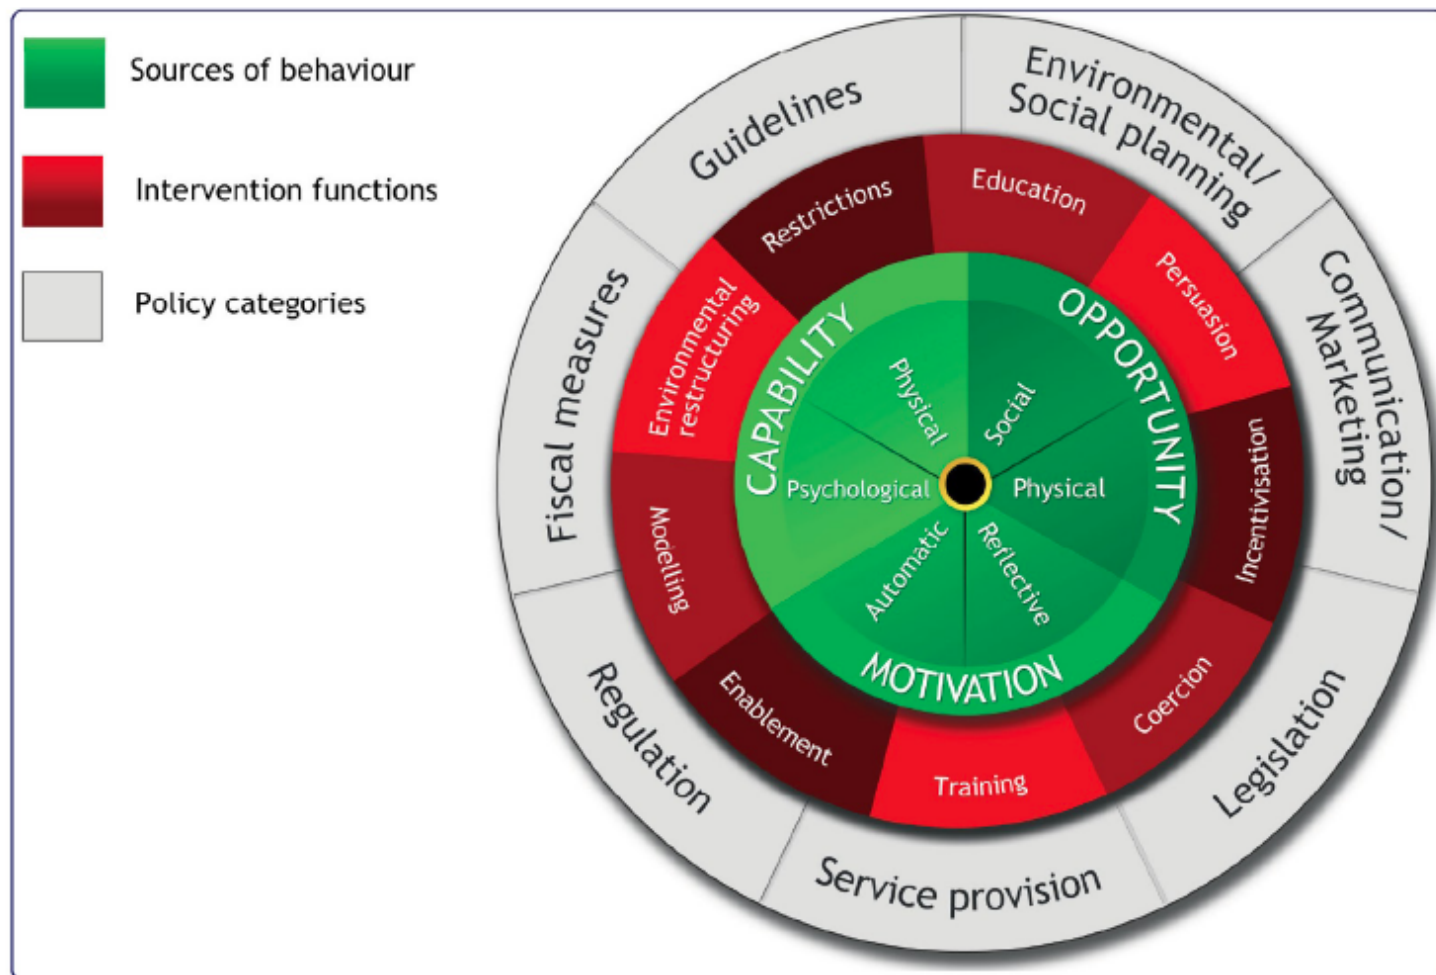 Sources of behaviour
Intervention functions
Policy categories
Guidelines
Environmental/
Social planning
Communication/
Marketing
Legislation
Service provision
Regulation
Fiscal measures
Restrictions
Education
Persuasion
Incentivisation
Coercion
Training
Enablement
Modelling
Environmental
restructuring
CAPABILITY
OPPORTUNITY
MOTIVATION
Physical
Social
Physical
Reflective
Automatic
Psychological